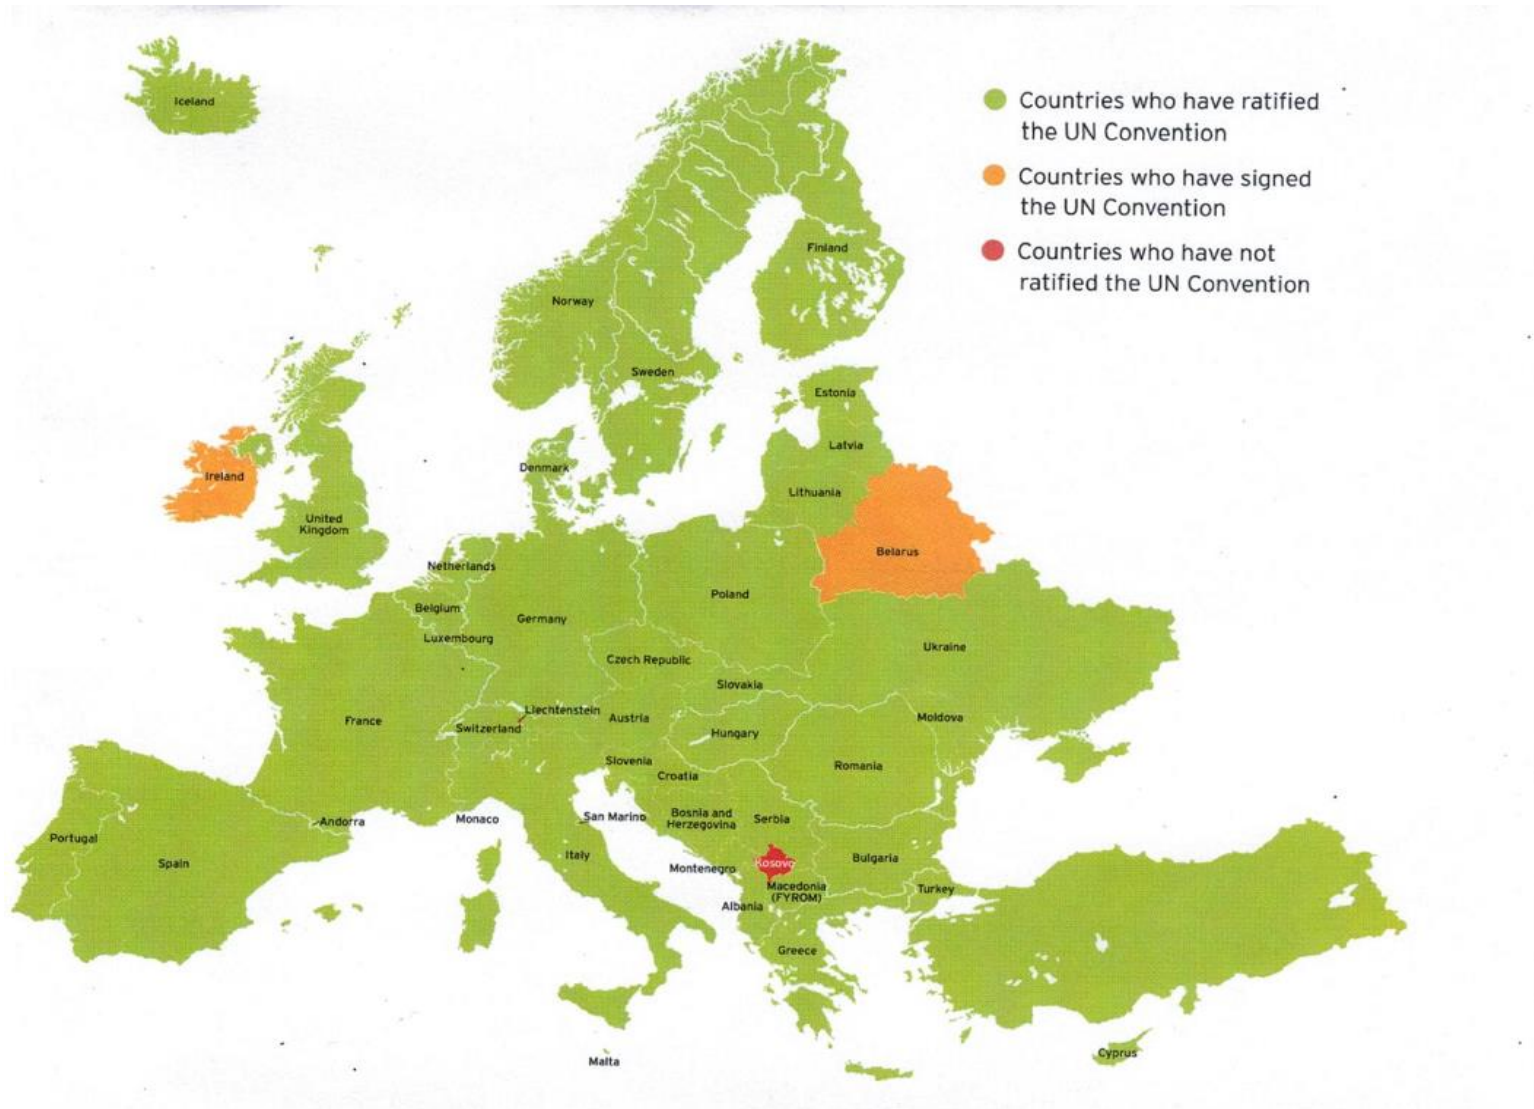 Iceland
Countries who have ratified
the UN Convention
Countries who have signed
the UN Convention
Countries who have not
ratified the UN Convention
Finland
Norway
Sweden
Estonia
Latvia
Denmark
Ireland
Lithuania
United
Kingdom
Belarus
Netherlands
Poland
Belgium
Germany
Luxembourg
Ukraine
Czech Republic
Slovakia
Liechtenstein
Austria
Moldova
France
Switzerland
Hungary
Slovenia
Romania
Croatia
Bosnia and
Herzegovina
San Marino
Serbia
Monaco
Andorra
Portugal
Italy
Bulgaria
Spain
Kosovo
Montenegro
Macedonia
(FYROM)
Turkey
Albania
Greece
Cyprus
Malta